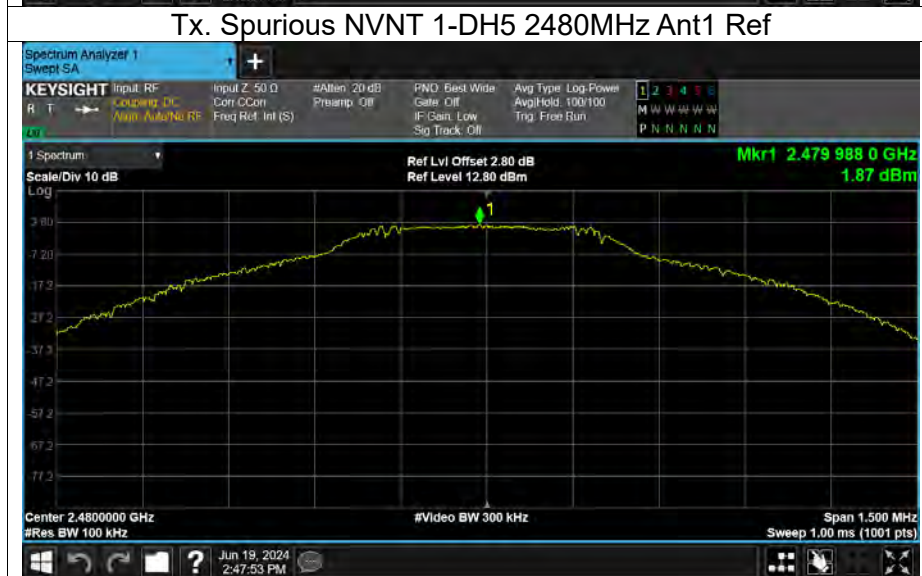 Tx. Spurious NVNT 1-DH5 2480MHz Ant1 Ref
Spectrum Analyzer 1
Swept SA
+
KEYSIGHT Input: RF
R T
Coupling: DC
Align: Auto/No RF
Input Z: 50 Ω
Corr CCorr
Freq Ref: Int (S)
#Atten: 20 dB
Preamp: Off
PNO: Best Wide
Gate: Off
IF Gain: Low
Sig Track: Off
Avg Type: Log-Power
Avg|Hold: 100/100
Trig: Free Run
1 2 3 4 5 6
M W W W W W
P N N N N N
1 Spectrum
Scale/Div 10 dB
Log
Ref Lvl Offset 2.80 dB
Ref Level 12.80 dBm
Mkr1 2.479 988 0 GHz
1.87 dBm
1
-7.20
-17.2
-27.2
-37.2
-47.2
-57.2
-67.2
-77.2
Center 2.4800000 GHz
#Res BW 100 kHz
#Video BW 300 kHz
Span 1.500 MHz
Sweep 1.00 ms (1001 pts)
?
Jun 19, 2024
2:47:53 PM